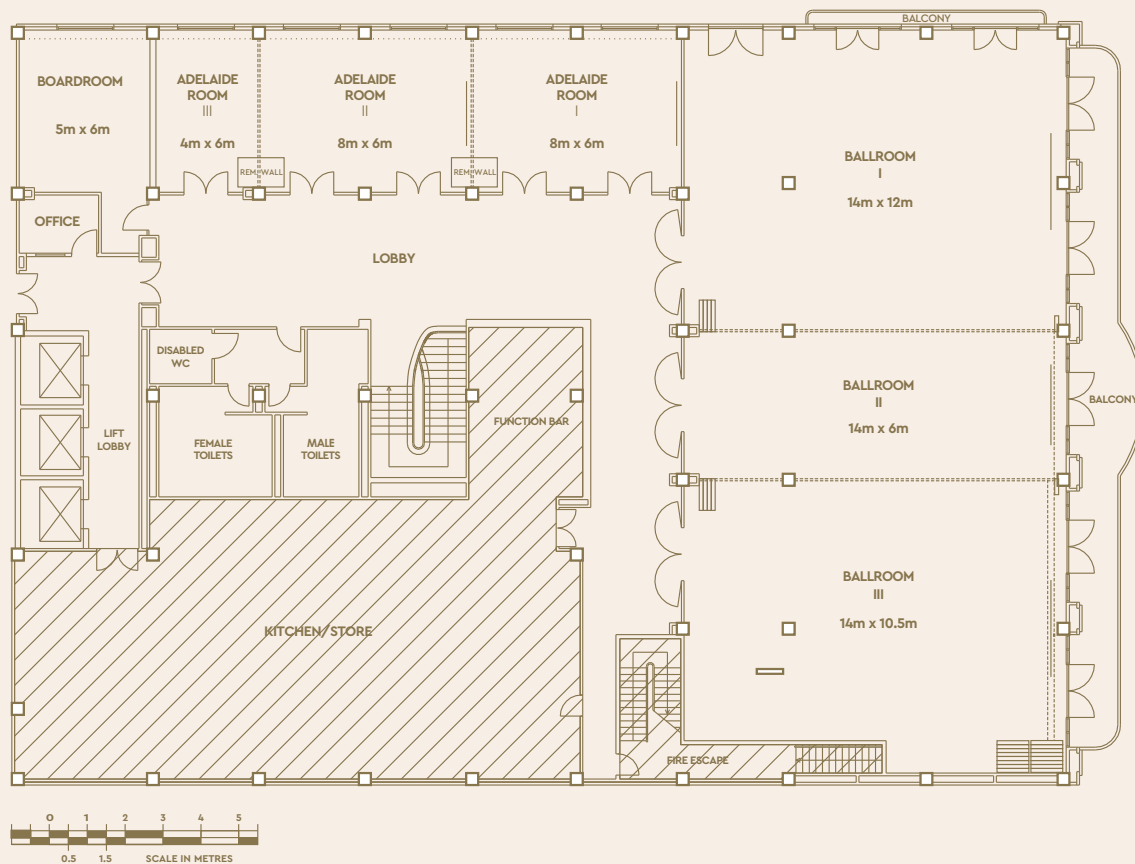 BALCONY
BOARDROOM
5m x 6m
ADELAIDE
ROOM
III
4m x 6m
ADELAIDE
ROOM
II
8m x 6m
ADELAIDE
ROOM
I
8m x 6m
REM. WALL
REM. WALL
BALLROOM
I
14m x 12m
OFFICE
LOBBY
DISABLED
WC
BALLROOM
II
14m x 6m
BALCONY
FUNCTION BAR
LIFT
LOBBY
FEMALE
TOILETS
MALE
TOILETS
BALLROOM
III
14m x 10.5m
KITCHEN/STORE
FIRE ESCAPE
0 1 2 3 4 5
0.5 1.5 SCALE IN METRES